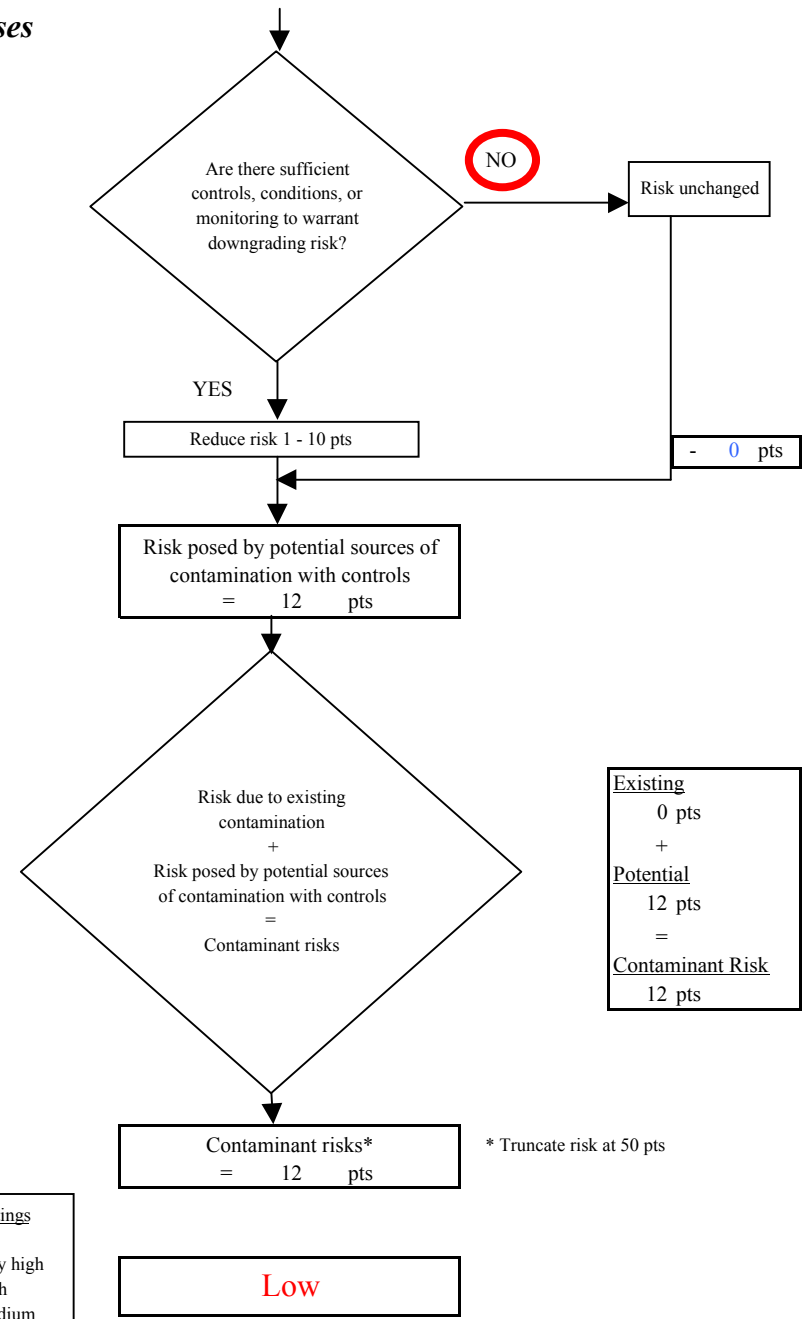 Are there sufficient
controls, conditions, or
monitoring to warrant
downgrading risk?
NO
Risk unchanged
YES
Reduce risk 1 - 10 pts
- 0 pts
Risk posed by potential sources of
contamination with controls
= 12 pts
Risk due to existing
contamination
+
Risk posed by potential sources
of contamination with controls
=
Contaminant risks
Existing
0 pts
+
Potential
12 pts
=
Contaminant Risk
12 pts
Contaminant risks*
= 12 pts
* Truncate risk at 50 pts
high
Low